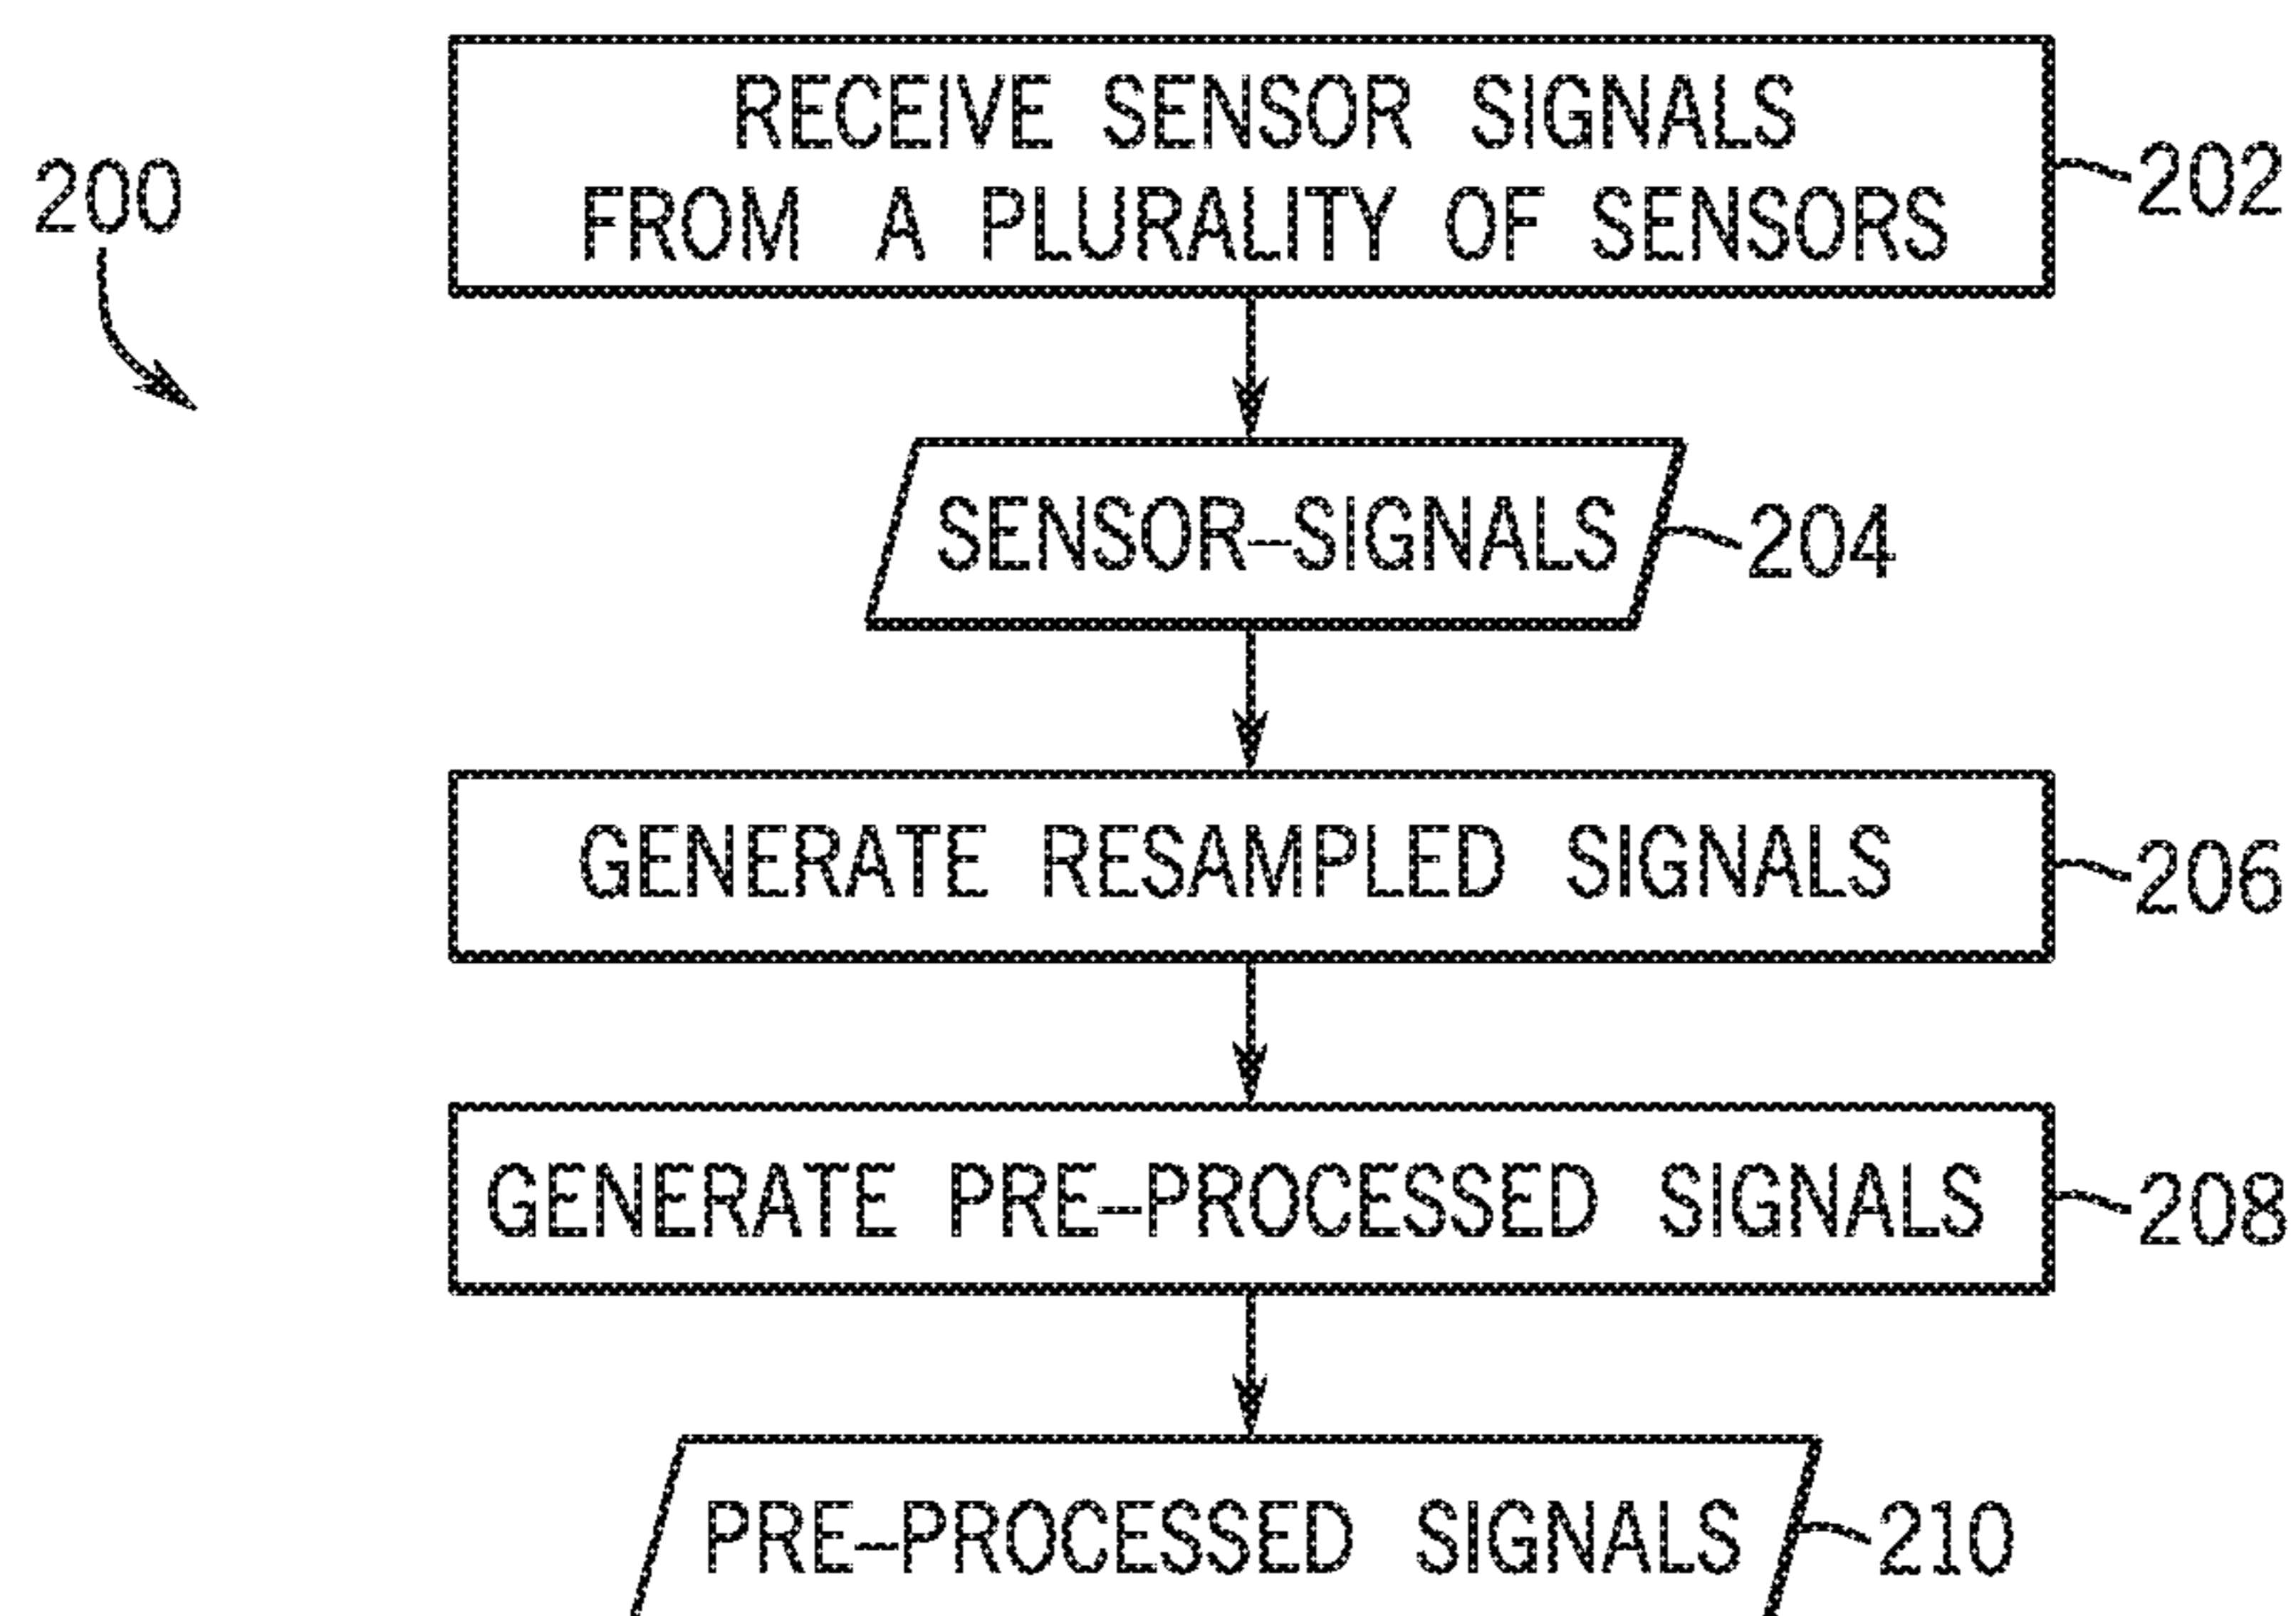 200
RECEIVE SENSOR SIGNALS
FROM A PLURALITY OF SENSORS
202
SENSOR-SIGNALS
204
GENERATE RESAMPLED SIGNALS
206
GENERATE PRE-PROCESSED SIGNALS
208
PRE-PROCESSED SIGNALS
210